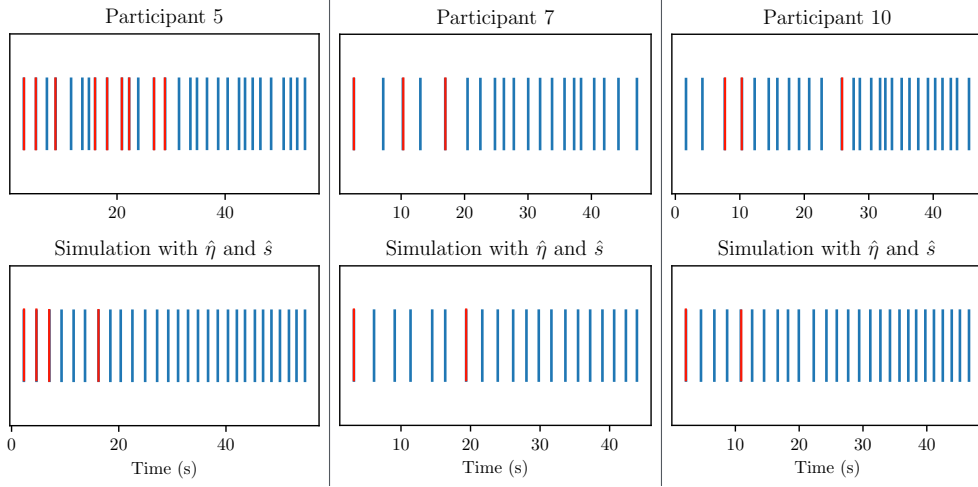 Participant 5
Participant 7
Participant 10
20 40
10 20 30 40
0 10 20 30 40
Simulation with η̂ and ŝ
Simulation with η̂ and ŝ
Simulation with η̂ and ŝ
0 20 40
10 20 30 40
10 20 30 40
Time (s)
Time (s)
Time (s)